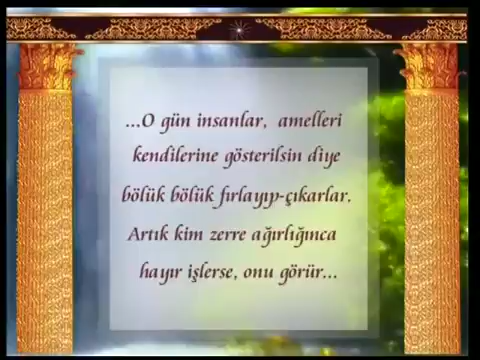 ...O gün insanlar, amelleri
kendilerine gösterilsin diye
bölük bölük fırlayıp-çıkarlar.
Artık kim zerre ağırlığınca
hayır işlerse, onu görür...